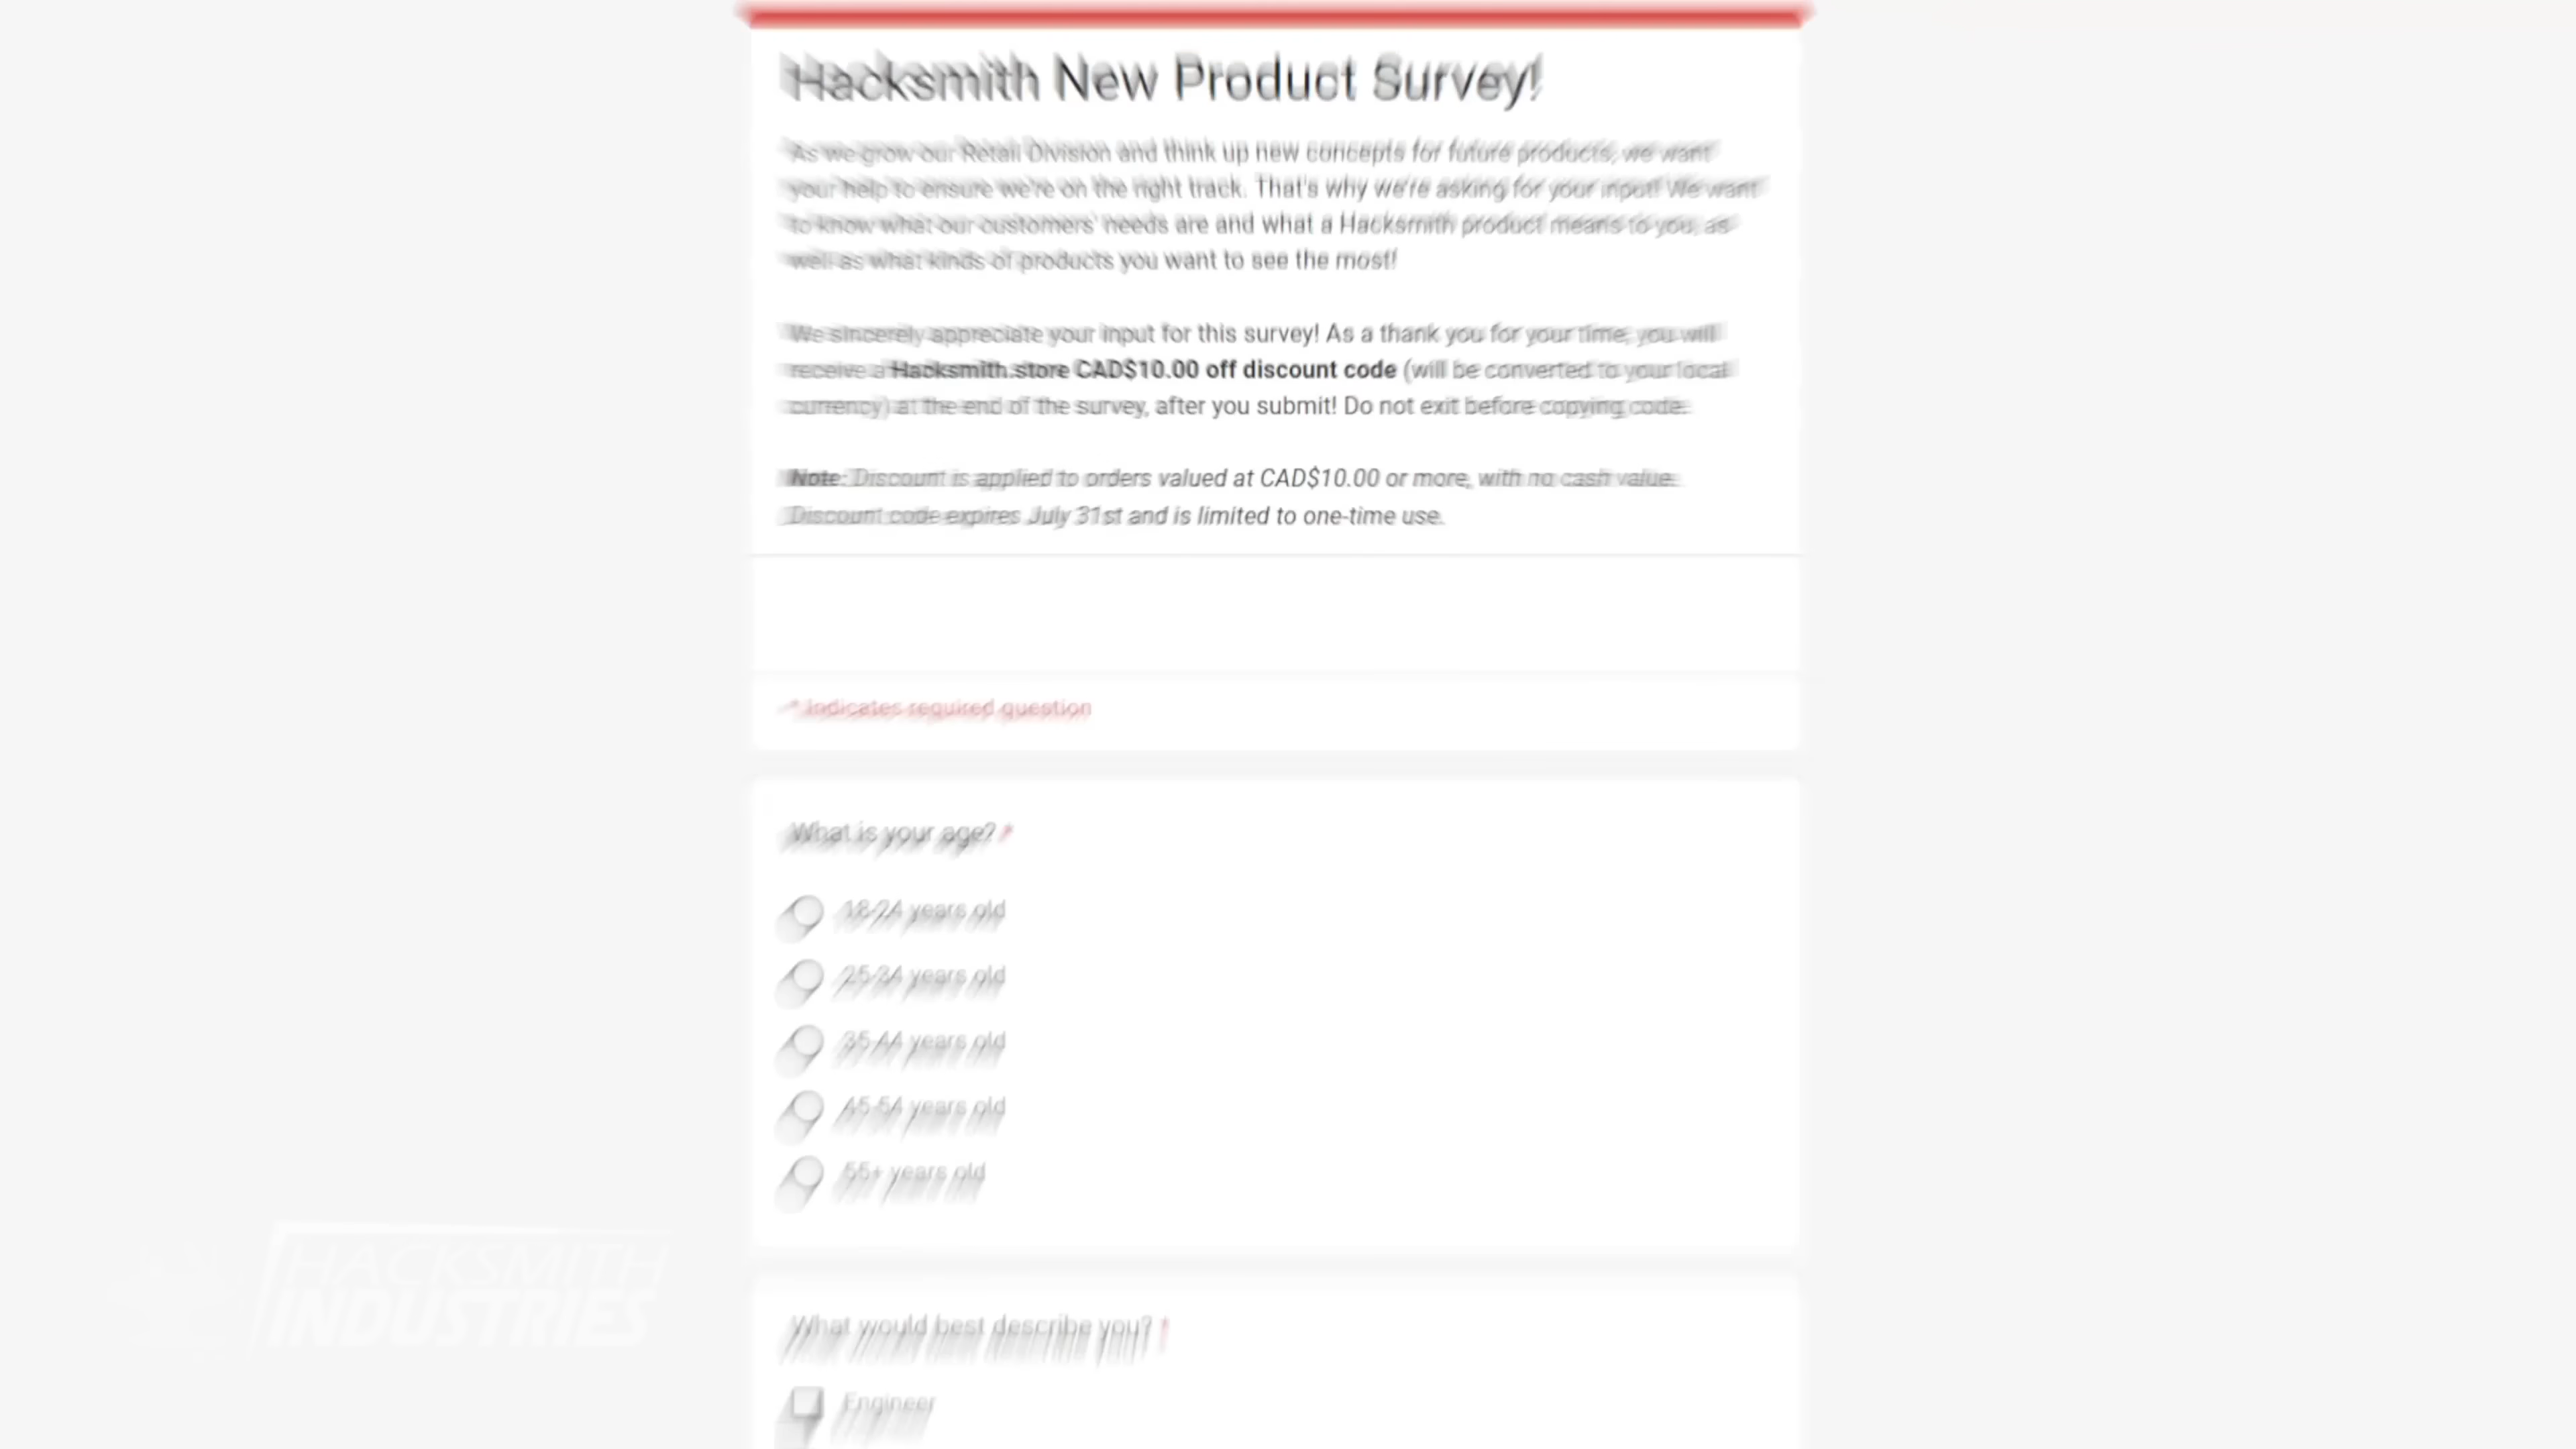 Hacksmith New Product Survey!
As we grow our Retail Division and think up new concepts for future products, we want
your help to ensure we're on the right track. That's why we're asking for your input! We want
to know what our customers' needs are and what a Hacksmith product means to you, as
well as what kinds of products you want to see the most!
We sincerely appreciate your input for this survey! As a thank you for your time, you will
receive a Hacksmith.store CAD$10.00 off discount code (will be converted to your local
currency) at the end of the survey, after you submit! Do not exit before copying code.
Note: Discount is applied to orders valued at CAD$10.00 or more, with no cash value.
Discount code expires July 31st and is limited to one-time use.
* Indicates required question
What is your age? *
18-24 years old
25-34 years old
35-44 years old
45-54 years old
55+ years old
What would best describe you? *
Engineer
HACKSMITH
INDUSTRIES